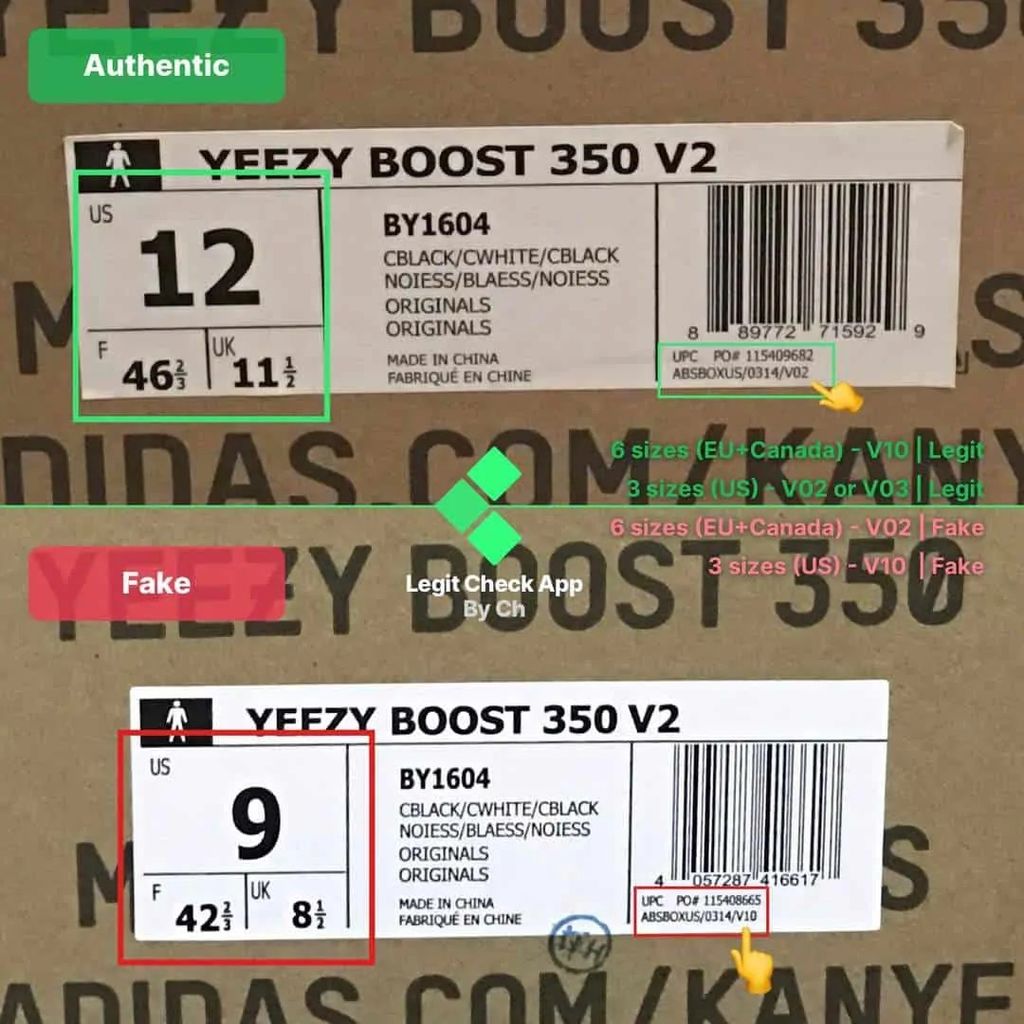 YEEZY BOOST 350
Authentic
YEEZY BOOST 350 V2
US
12
F
46⅔
UK
11½
BY1604
CBLACK/CWHITE/CBLACK
NOIESS/BLAESS/NOIESS
ORIGINALS
ORIGINALS
MADE IN CHINA
FABRIQUÉ EN CHINE
8 89772 71592 9
UPC PO# 115409682
ABSBOXUS/0314/V02
M
S
ADIDAS.COM/KANYE
6 sizes (EU+Canada) - V10 | Legit
3 sizes (US) - V02 or V03 | Legit
6 sizes (EU+Canada) - V02 | Fake
3 sizes (US) - V10 | Fake
Legit Check App
By Ch
Fake
YEEZY BOOST 350
YEEZY BOOST 350 V2
US
9
F
42⅔
UK
8½
BY1604
CBLACK/CWHITE/CBLACK
NOIESS/BLAESS/NOIESS
ORIGINALS
ORIGINALS
MADE IN CHINA
FABRIQUÉ EN CHINE
4 057287 416617
UPC PO# 115408665
ABSBOXUS/0314/V10
M
S
ADIDAS.COM/KANYE